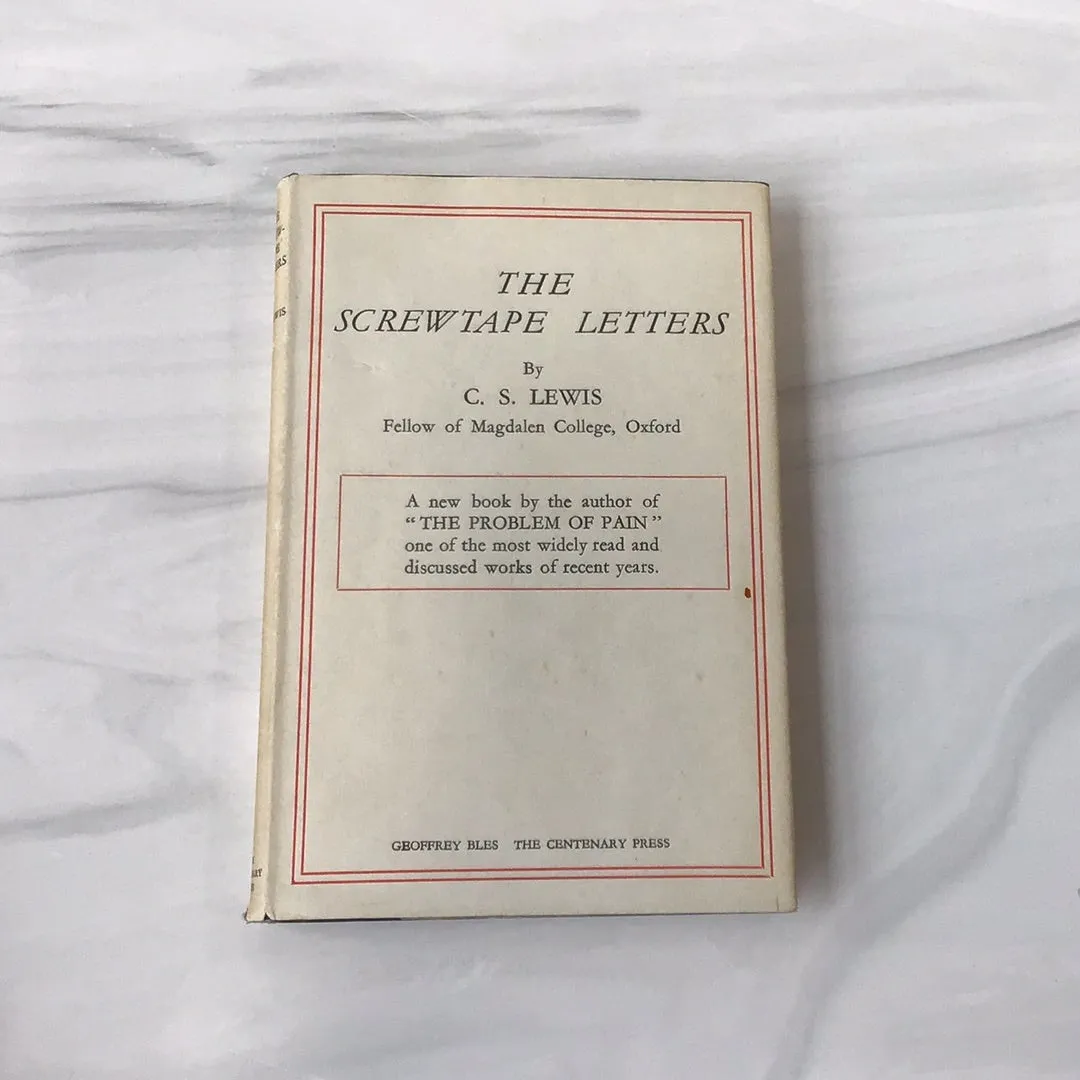 THE
SCREWTAPE LETTERS
By
C. S. LEWIS
Fellow of Magdalen College, Oxford
A new book by the author of
“THE PROBLEM OF PAIN”
one of the most widely read and
discussed works of recent years.
GEOFFREY BLES THE CENTENARY PRESS